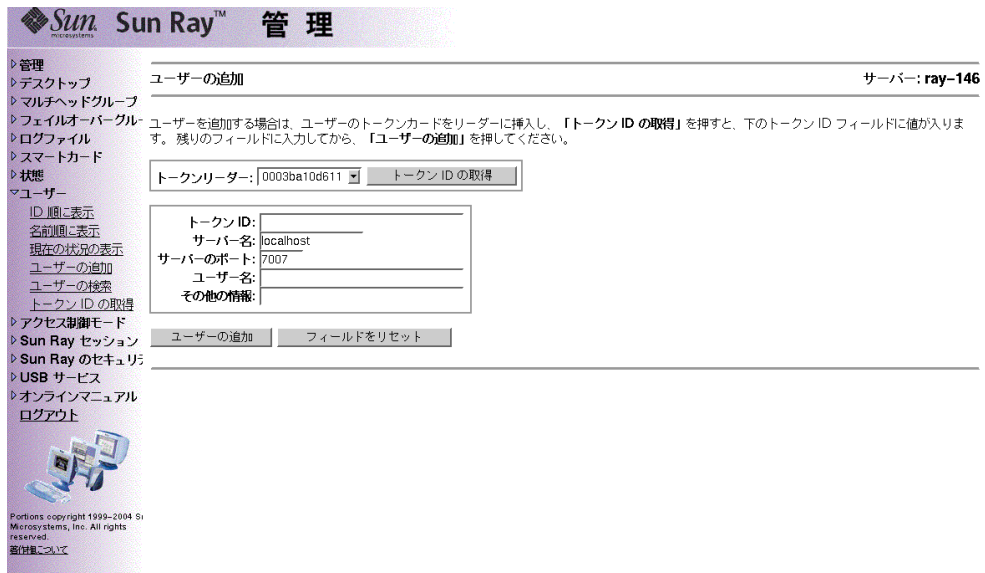 Sun microsystems Sun Ray™ 管 理
管理
デスクトップ
マルチヘッドグループ
フェイルオーバーグルー
ログファイル
スマートカード
状態
ユーザー
ID 順に表示
名前順に表示
現在の状況の表示
ユーザーの追加
ユーザーの検索
トークン ID の取得
アクセス制御モード
Sun Ray セッション
Sun Ray のセキュリテ
USB サービス
オンラインマニュアル
ログアウト
Portions copyright 1999–2004 Su
Microsystems, Inc. All rights
reserved.
著作権について
ユーザーの追加 サーバー: ray–146
ユーザーを追加する場合は、ユーザーのトークンカードをリーダーに挿入し、「トークン ID の取得」を押すと、下のトークン ID フィールドに値が入りま
す。 残りのフィールドに入力してから、「ユーザーの追加」を押してください。
トークンリーダー: 0003ba10d611 トークン ID の取得
トークン ID:
サーバー名: localhost
サーバーのポート: 7007
ユーザー名:
その他の情報:
ユーザーの追加 フィールドをリセット